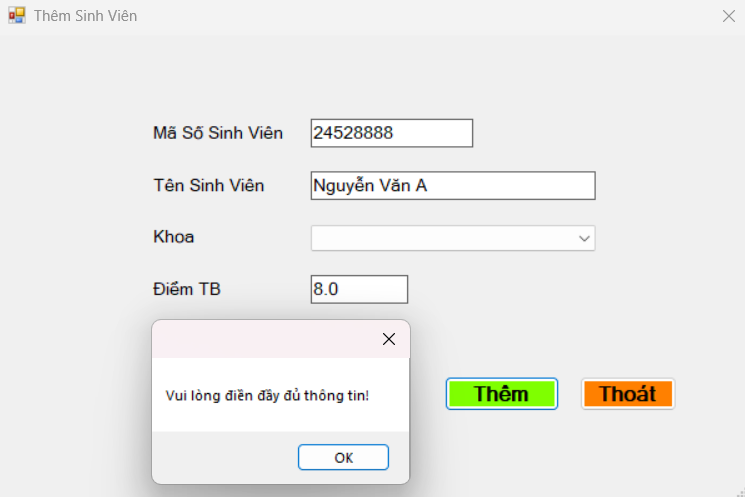 Thêm Sinh Viên
Mã Số Sinh Viên 24528888
Tên Sinh Viên Nguyễn Văn A
Khoa
Điểm TB 8.0
Vui lòng điền đầy đủ thông tin!
OK
Thêm Thoát